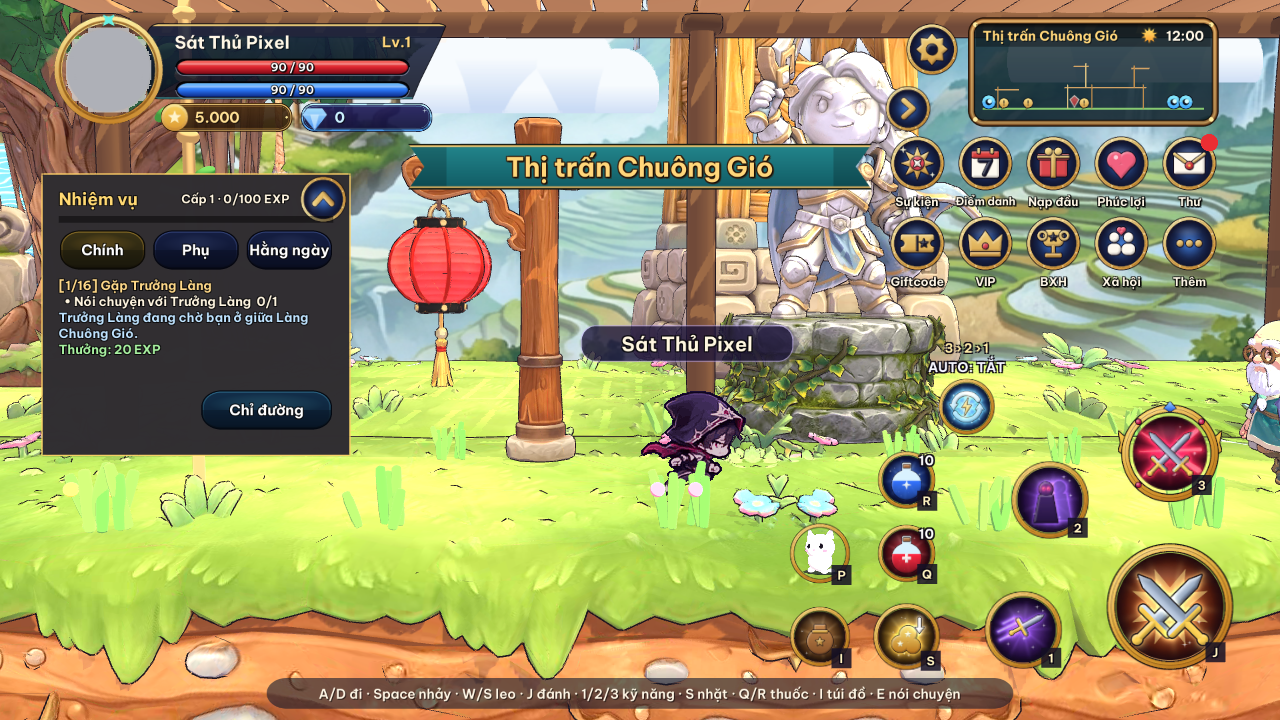 Sát Thủ Pixel
Lv.1
90 / 90
90 / 90
5.000
0
Thị trấn Chuông Gió
12:00
Thị trấn Chuông Gió
7
Sự kiện
Điểm danh
Nạp đầu
Phúc lợi
Thư
Giftcode
VIP
BXH
Xã hội
Thêm
Nhiệm vụ
Cấp 1 · 0/100 EXP
Chính
Phụ
Hằng ngày
[1/16] Gặp Trưởng Làng
• Nói chuyện với Trưởng Làng 0/1
Trưởng Làng đang chờ bạn ở giữa Làng
Chuông Gió.
Thưởng: 20 EXP
Chỉ đường
Sát Thủ Pixel
3›2›1
AUTO: TẮT
10
R
3
2
10
P
Q
I
S
1
J
A/D đi · Space nhảy · W/S leo · J đánh · 1/2/3 kỹ năng · S nhặt · Q/R thuốc · I túi đồ · E nói chuyện